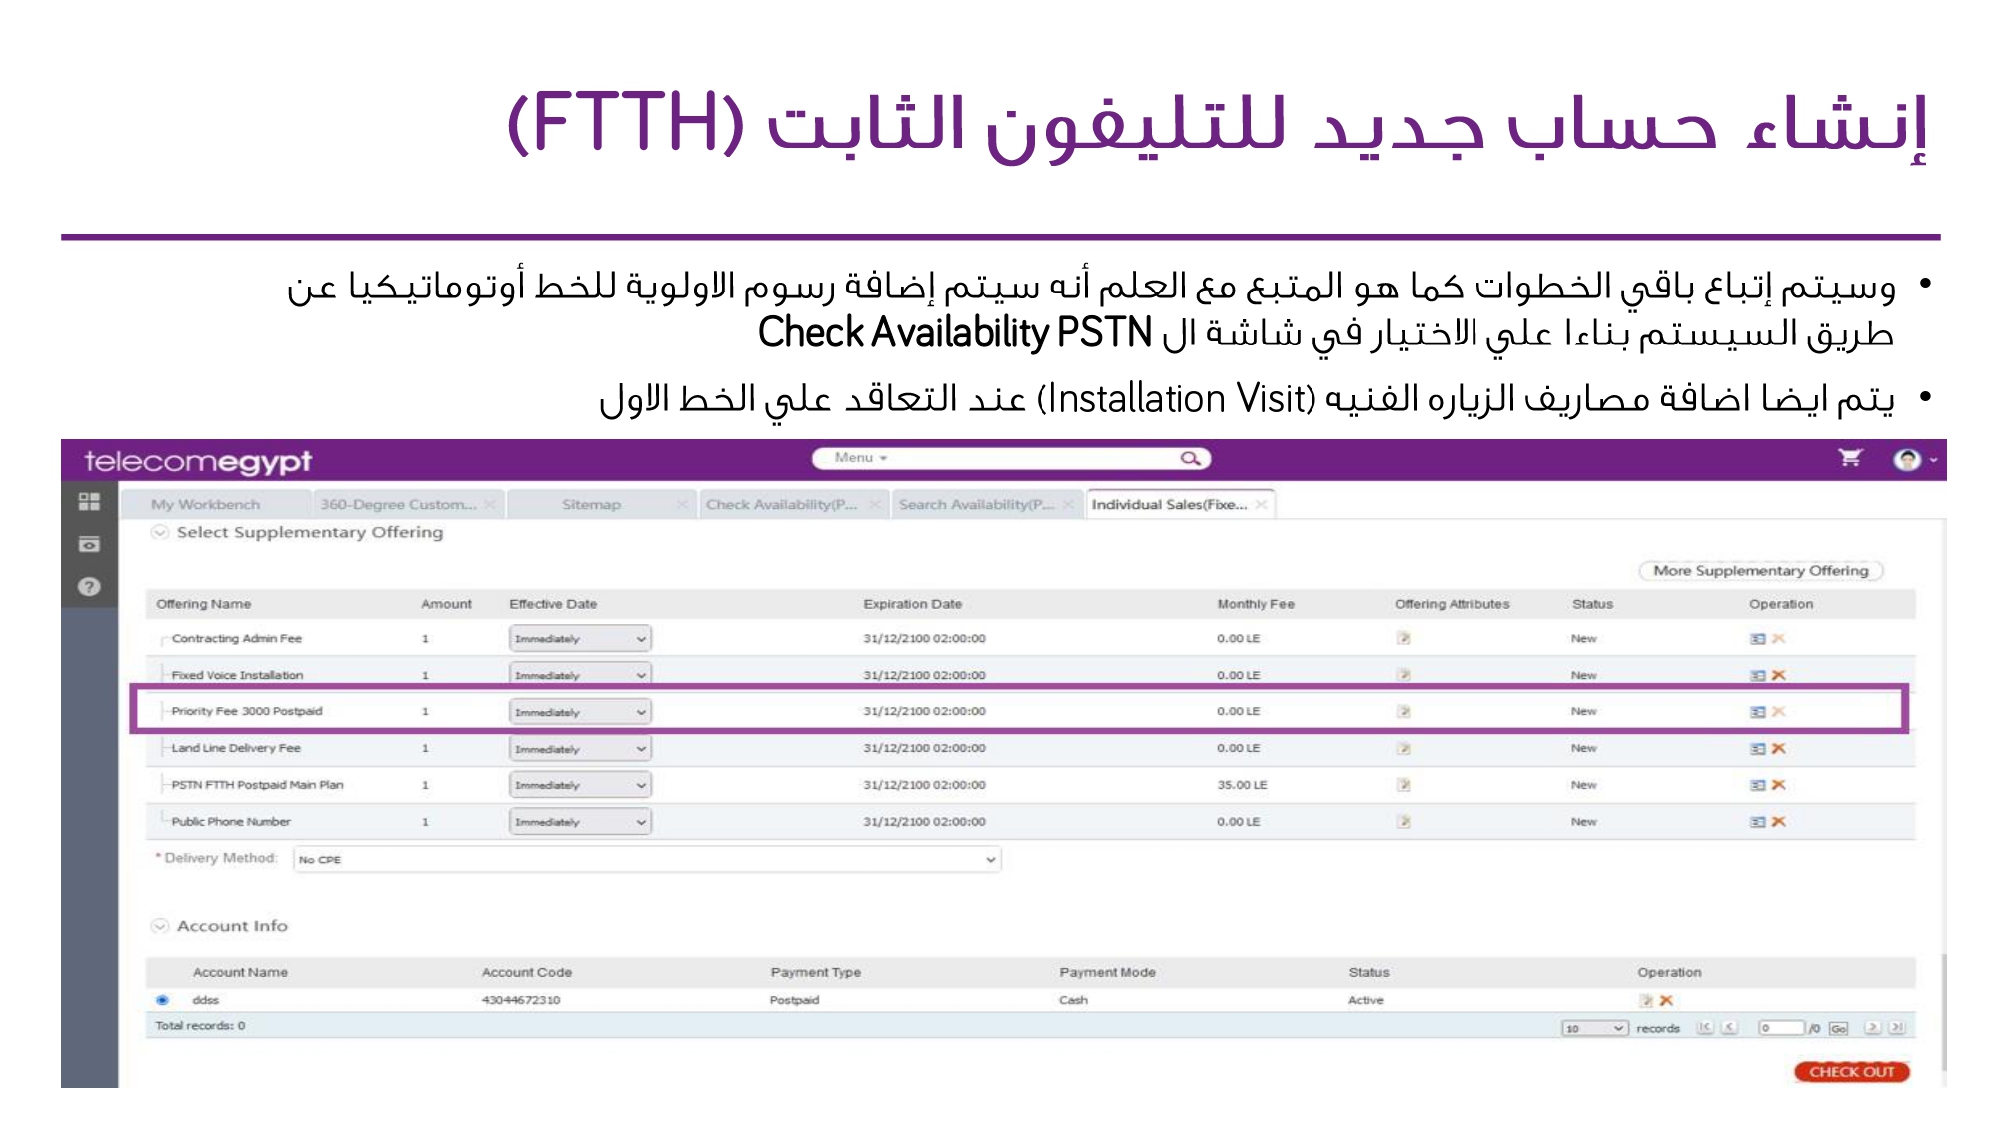 إنشاء حساب جديد للتليفون الثابت (FTTH)
• وسيتم إتباع باقي الخطوات كما هو المتبع مع العلم أنه سيتم إضافة رسوم الاولوية للخط أوتوماتيكيا عن
طريق السيستم بناءا علي الاختيار في شاشة ال Check Availability PSTN
• يتم ايضا اضافة مصاريف الزياره الفنيه (Installation Visit) عند التعاقد علي الخط الاول
telecomegypt Menu
My Workbench 360-Degree Custom... Sitemap Check Availability(P... Search Availability(P... Individual Sales(Fixe...
Select Supplementary Offering
More Supplementary Offering
Offering Name Amount Effective Date Expiration Date Monthly Fee Offering Attributes Status Operation
Contracting Admin Fee 1 Immediately 31/12/2100 02:00:00 0.00 LE New
Fixed Voice Installation 1 Immediately 31/12/2100 02:00:00 0.00 LE New
Priority Fee 3000 Postpaid 1 Immediately 31/12/2100 02:00:00 0.00 LE New
Land Line Delivery Fee 1 Immediately 31/12/2100 02:00:00 0.00 LE New
PSTN FTTH Postpaid Main Plan 1 Immediately 31/12/2100 02:00:00 35.00 LE New
Public Phone Number 1 Immediately 31/12/2100 02:00:00 0.00 LE New
* Delivery Method: No CPE
Account Info
Account Name Account Code Payment Type Payment Mode Status Operation
ddss 43044672310 Postpaid Cash Active
Total records: 0 10 records 0 /0 Go
CHECK OUT